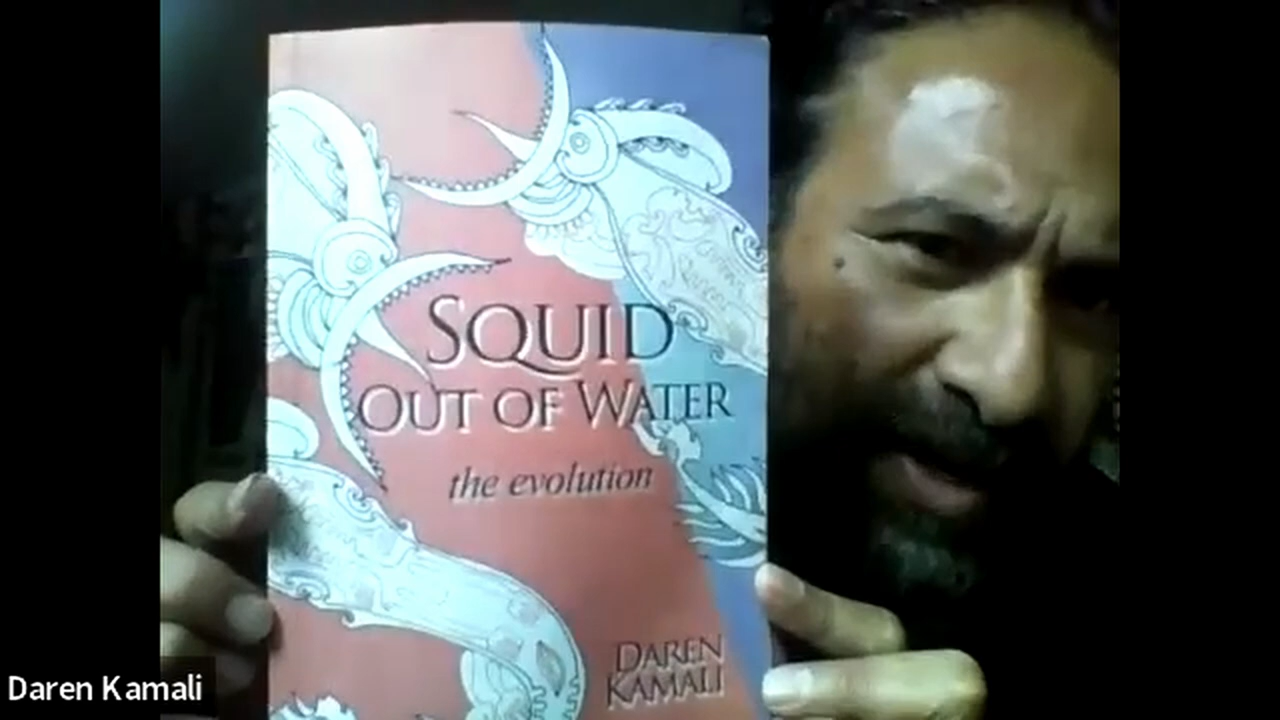 SQUID
OUT OF WATER
the evolution
DAREN
KAMALI
Daren Kamali